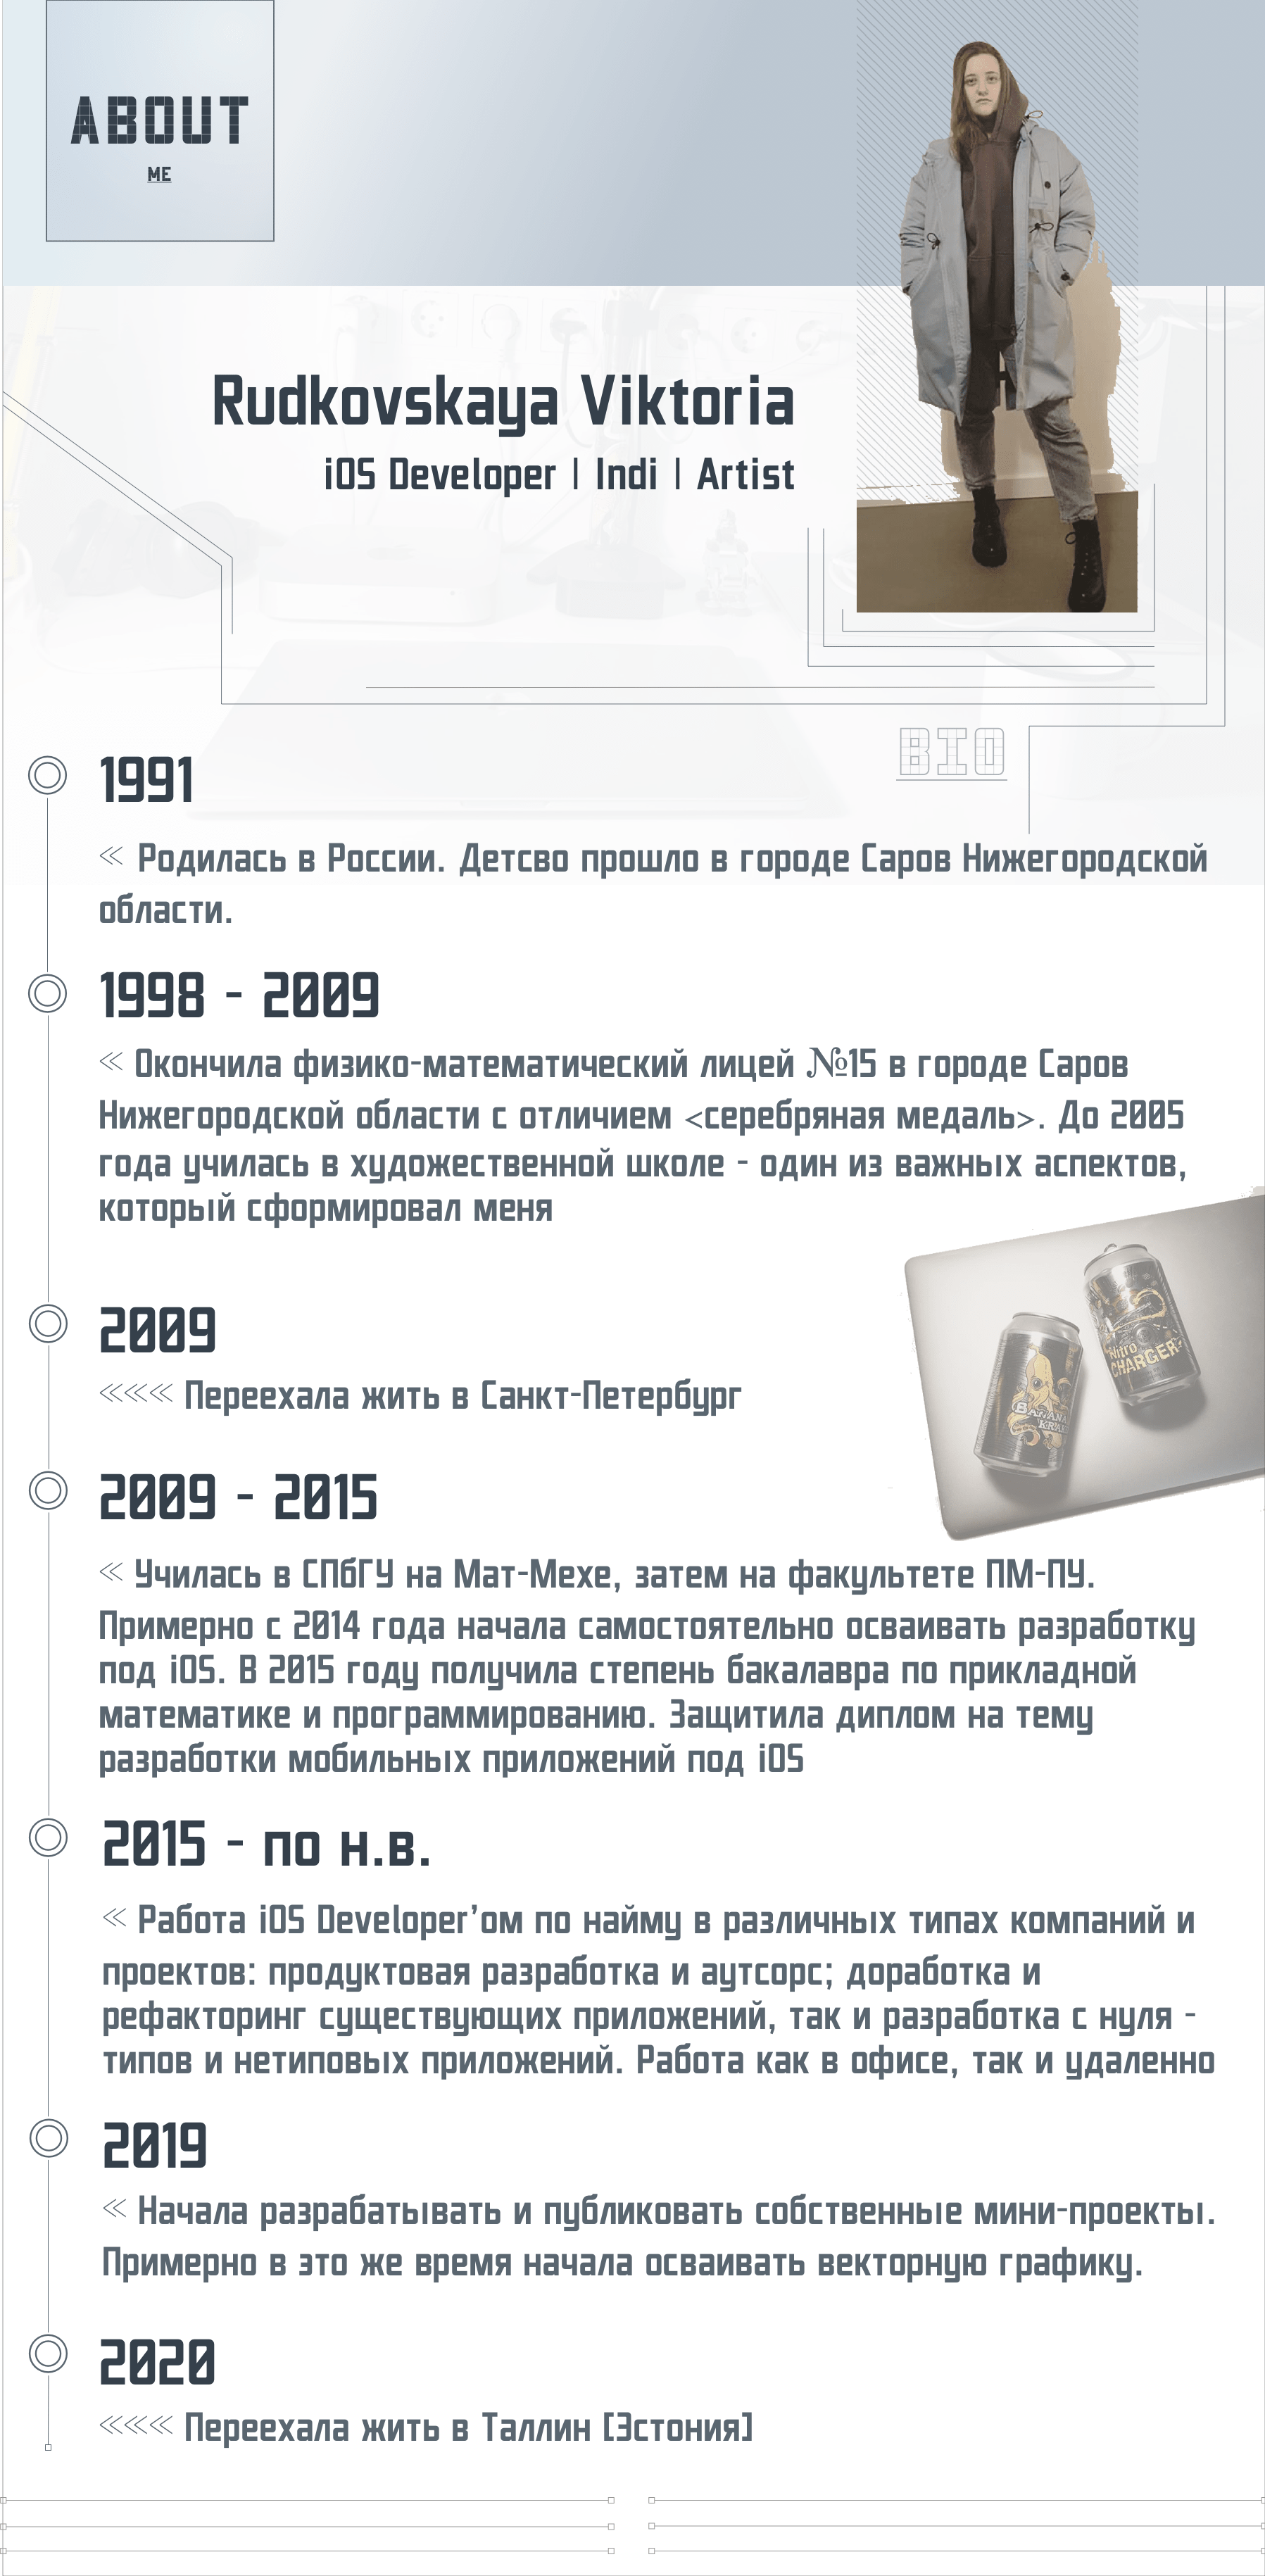 ABOUT
ME
Rudkovskaya Viktoria
iOS Developer | Indi | Artist
BIO
1991
« Родилась в России. Детсво прошло в городе Саров Нижегородской
области.
1998 - 2009
« Окончила физико-математический лицей №15 в городе Саров
Нижегородской области с отличием <серебряная медаль>. До 2005
года училась в художественной школе - один из важных аспектов,
который сформировал меня
2009
««« Переехала жить в Санкт-Петербург
Nitro
CHARGER
BANANA
2009 - 2015
« Училась в СПбГУ на Мат-Мехе, затем на факультете ПМ-ПУ.
Примерно с 2014 года начала самостоятельно осваивать разработку
под iOS. В 2015 году получила степень бакалавра по прикладной
математике и программированию. Защитила диплом на тему
разработки мобильных приложений под iOS
2015 - по н.в.
« Работа iOS Developer’ом по найму в различных типах компаний и
проектов: продуктовая разработка и аутсорс; доработка и
рефакторинг существующих приложений, так и разработка с нуля -
типов и нетиповых приложений. Работа как в офисе, так и удаленно
2019
« Начала разрабатывать и публиковать собственные мини-проекты.
Примерно в это же время начала осваивать векторную графику.
2020
««« Переехала жить в Таллин [Эстония]